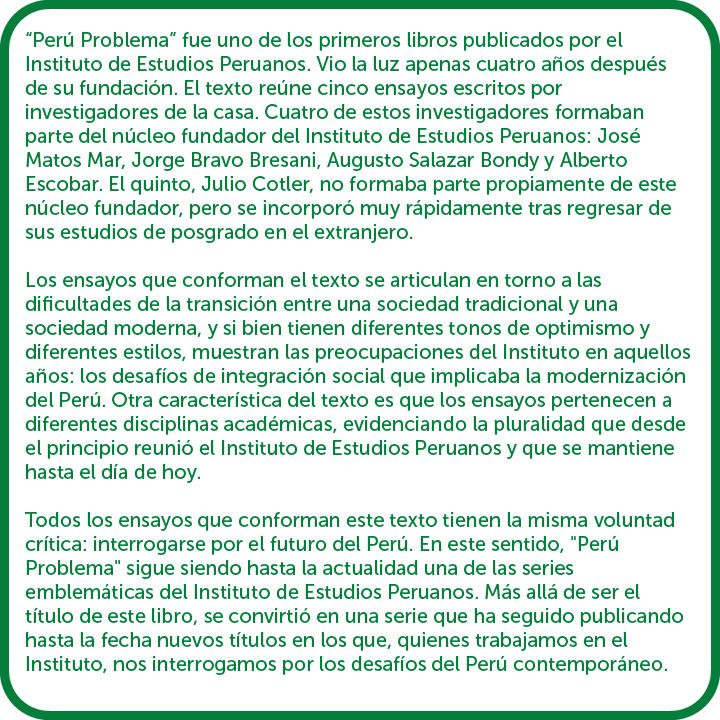 “Perú Problema” fue uno de los primeros libros publicados por el
Instituto de Estudios Peruanos. Vio la luz apenas cuatro años después
de su fundación. El texto reúne cinco ensayos escritos por
investigadores de la casa. Cuatro de estos investigadores formaban
parte del núcleo fundador del Instituto de Estudios Peruanos: José
Matos Mar, Jorge Bravo Bresani, Augusto Salazar Bondy y Alberto
Escobar. El quinto, Julio Cotler, no formaba parte propiamente de este
núcleo fundador, pero se incorporó muy rápidamente tras regresar de
sus estudios de posgrado en el extranjero.

Los ensayos que conforman el texto se articulan en torno a las
dificultades de la transición entre una sociedad tradicional y una
sociedad moderna, y si bien tienen diferentes tonos de optimismo y
diferentes estilos, muestran las preocupaciones del Instituto en aquellos
años: los desafíos de integración social que implicaba la modernización
del Perú. Otra característica del texto es que los ensayos pertenecen a
diferentes disciplinas académicas, evidenciando la pluralidad que desde
el principio reunió el Instituto de Estudios Peruanos y que se mantiene
hasta el día de hoy.

Todos los ensayos que conforman este texto tienen la misma voluntad
crítica: interrogarse por el futuro del Perú. En este sentido, "Perú
Problema" sigue siendo hasta la actualidad una de las series
emblemáticas del Instituto de Estudios Peruanos. Más allá de ser el
título de este libro, se convirtió en una serie que ha seguido publicando
hasta la fecha nuevos títulos en los que, quienes trabajamos en el
Instituto, nos interrogamos por los desafíos del Perú contemporáneo.